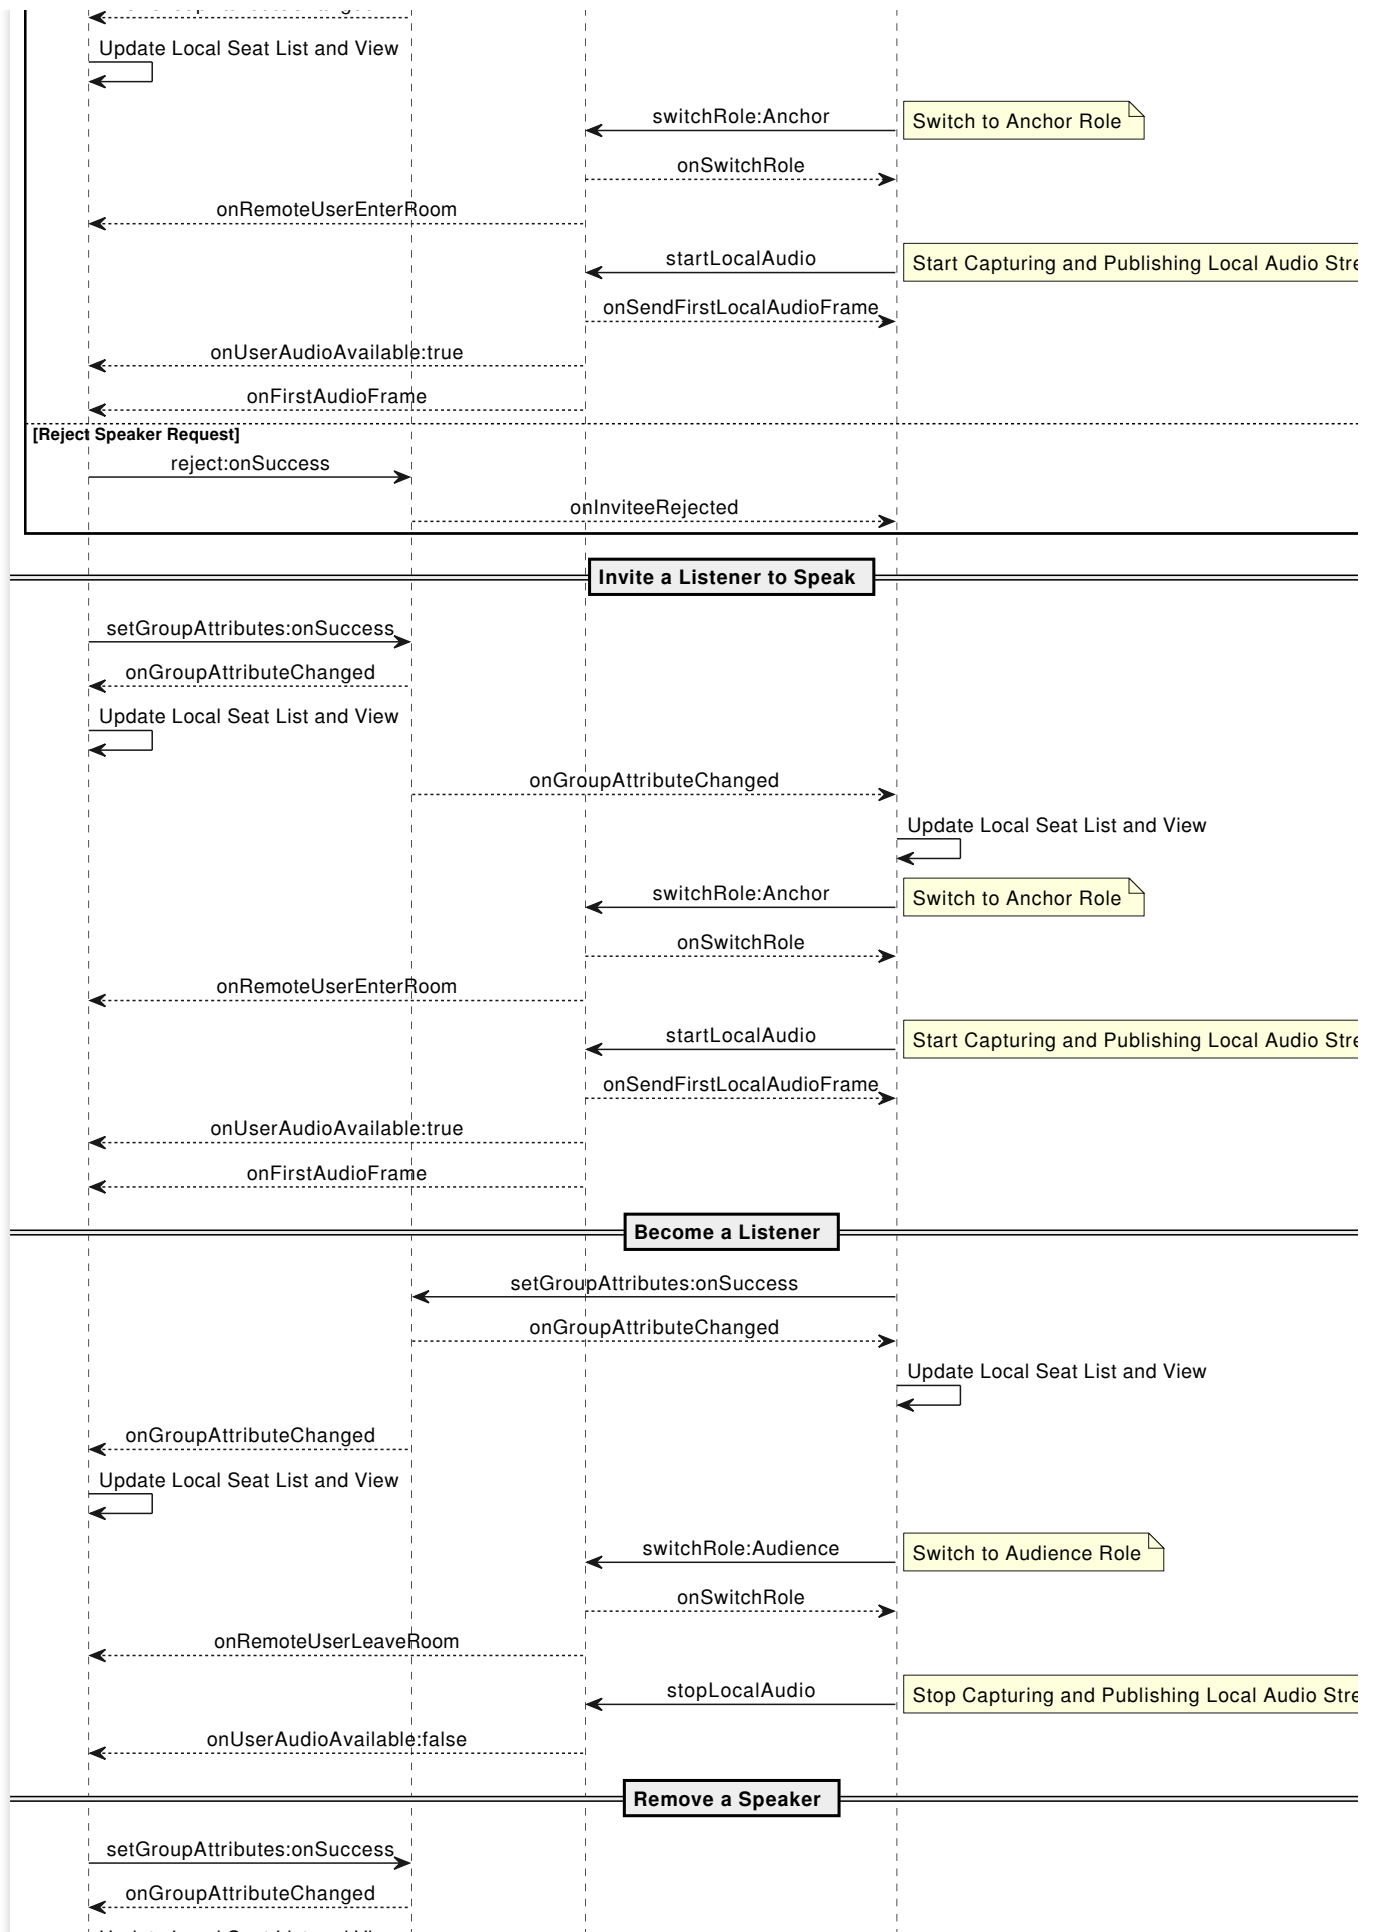 Update Local Seat List and View
switchRole:Anchor
Switch to Anchor Role
onSwitchRole
onRemoteUserEnterRoom
startLocalAudio
Start Capturing and Publishing Local Audio Stre
onSendFirstLocalAudioFrame
onUserAudioAvailable:true
onFirstAudioFrame
[Reject Speaker Request]
reject:onSuccess
onInviteeRejected
Invite a Listener to Speak
setGroupAttributes:onSuccess
onGroupAttributeChanged
Update Local Seat List and View
onGroupAttributeChanged
Update Local Seat List and View
switchRole:Anchor
Switch to Anchor Role
onSwitchRole
onRemoteUserEnterRoom
startLocalAudio
Start Capturing and Publishing Local Audio Stre
onSendFirstLocalAudioFrame
onUserAudioAvailable:true
onFirstAudioFrame
Become a Listener
setGroupAttributes:onSuccess
onGroupAttributeChanged
Update Local Seat List and View
onGroupAttributeChanged
Update Local Seat List and View
switchRole:Audience
Switch to Audience Role
onSwitchRole
onRemoteUserLeaveRoom
stopLocalAudio
Stop Capturing and Publishing Local Audio Stre
onUserAudioAvailable:false
Remove a Speaker
setGroupAttributes:onSuccess
onGroupAttributeChanged